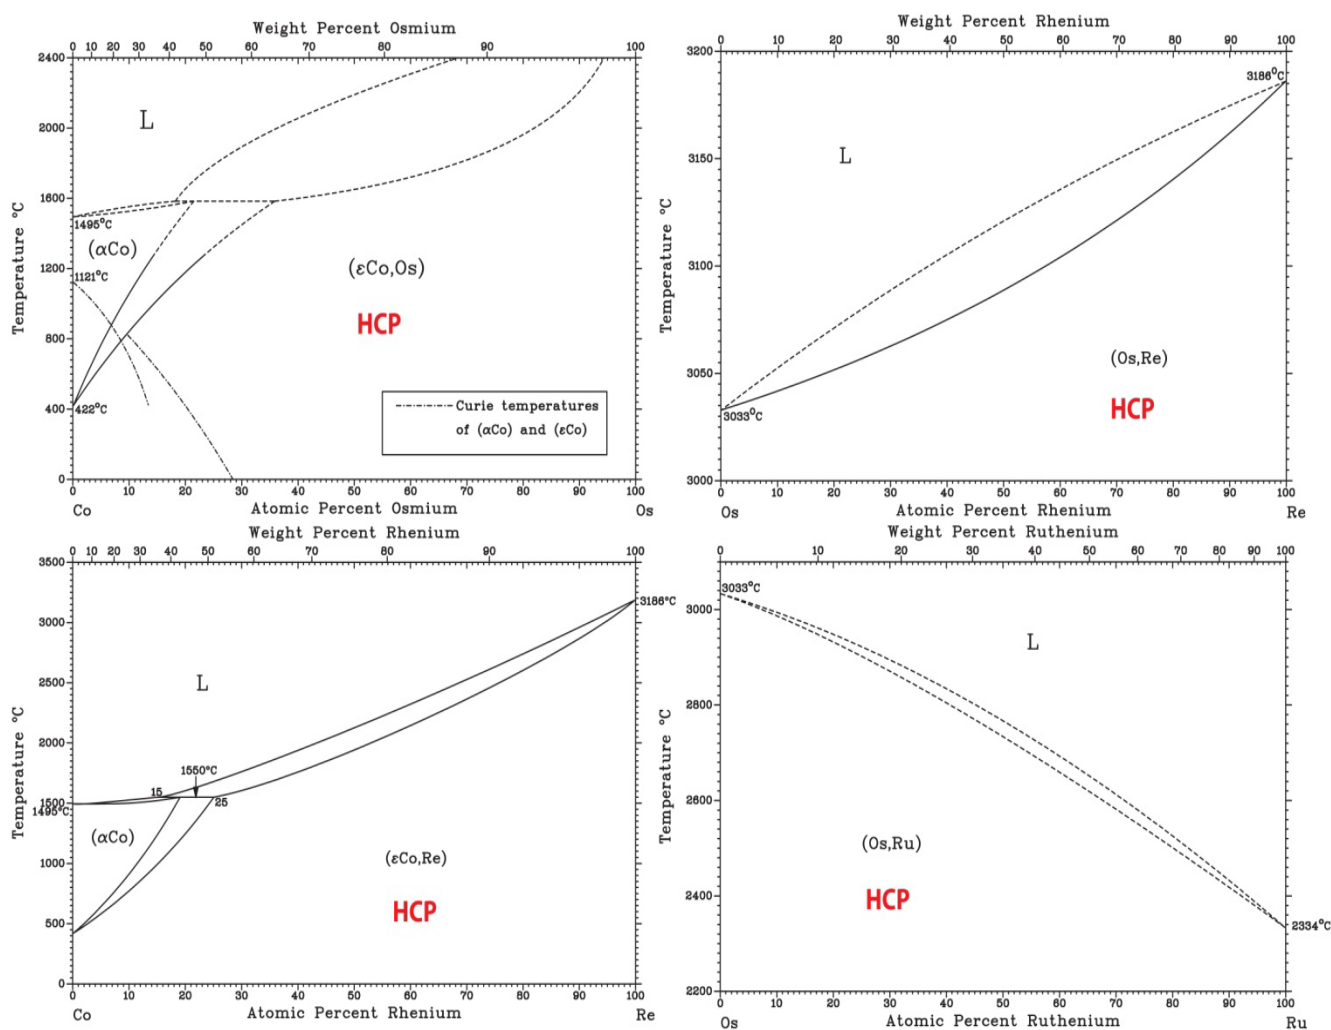 Weight Percent Osmium
0 10 20 30 40 50 60 70 80 90 100
2400
2000
1600
1200
800
400
0
Temperature °C
L
1495°C
(αCo)
1121°C
422°C
(εCo,Os)
HCP
Curie temperatures
of (αCo) and (εCo)
0 10 20 30 40 50 60 70 80 90 100
Co Atomic Percent Osmium Os
Weight Percent Rhenium
0 10 20 30 40 50 60 70 80 90 100
3200
3150
3100
3050
3000
Temperature °C
3186°C
L
(Os,Re)
HCP
3033°C
0 10 20 30 40 50 60 70 80 90 100
Os Atomic Percent Rhenium Re
Weight Percent Rhenium
0 10 20 30 40 50 60 70 80 90 100
3500
3000
2500
2000
1500
1000
500
0
Temperature °C
3186°C
L
1550°C
15
25
1495°C
(αCo)
(εCo,Re)
HCP
0 10 20 30 40 50 60 70 80 90 100
Co Atomic Percent Rhenium Re
Weight Percent Ruthenium
0 10 20 30 40 50 60 70 80 90 100
3000
2800
2600
2400
2200
Temperature °C
3033°C
L
(Os,Ru)
HCP
2334°C
0 10 20 30 40 50 60 70 80 90 100
Os Atomic Percent Ruthenium Ru